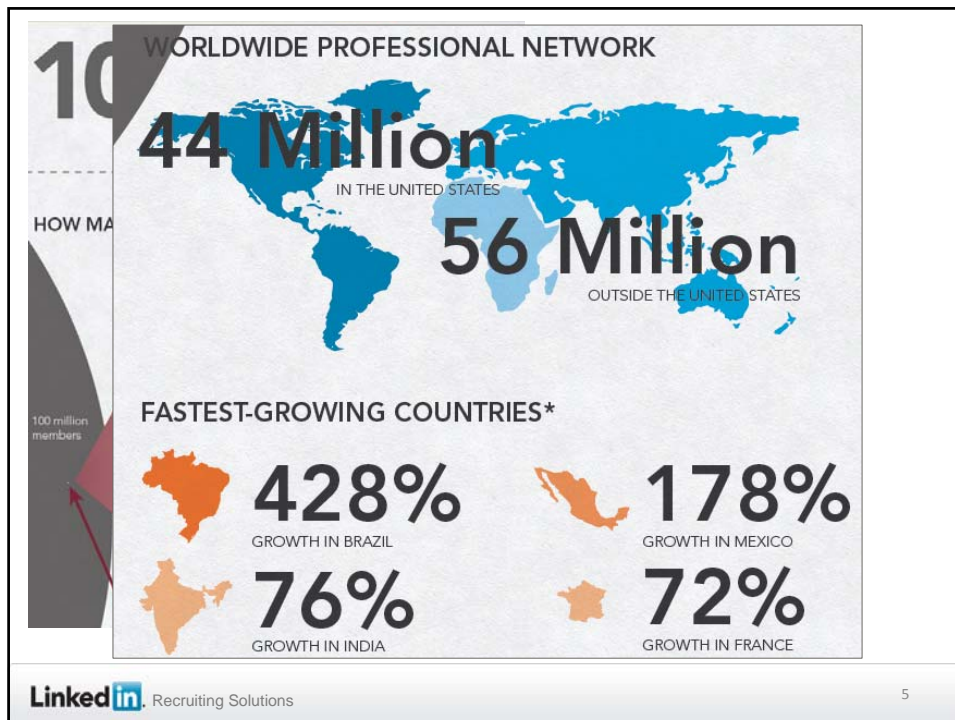 10
WORLDWIDE PROFESSIONAL NETWORK
44 Million
IN THE UNITED STATES
56 Million
OUTSIDE THE UNITED STATES
HOW MA
100 million
members
FASTEST-GROWING COUNTRIES*
428%
GROWTH IN BRAZIL
178%
GROWTH IN MEXICO
76%
GROWTH IN INDIA
72%
GROWTH IN FRANCE
Linked in. Recruiting Solutions
5